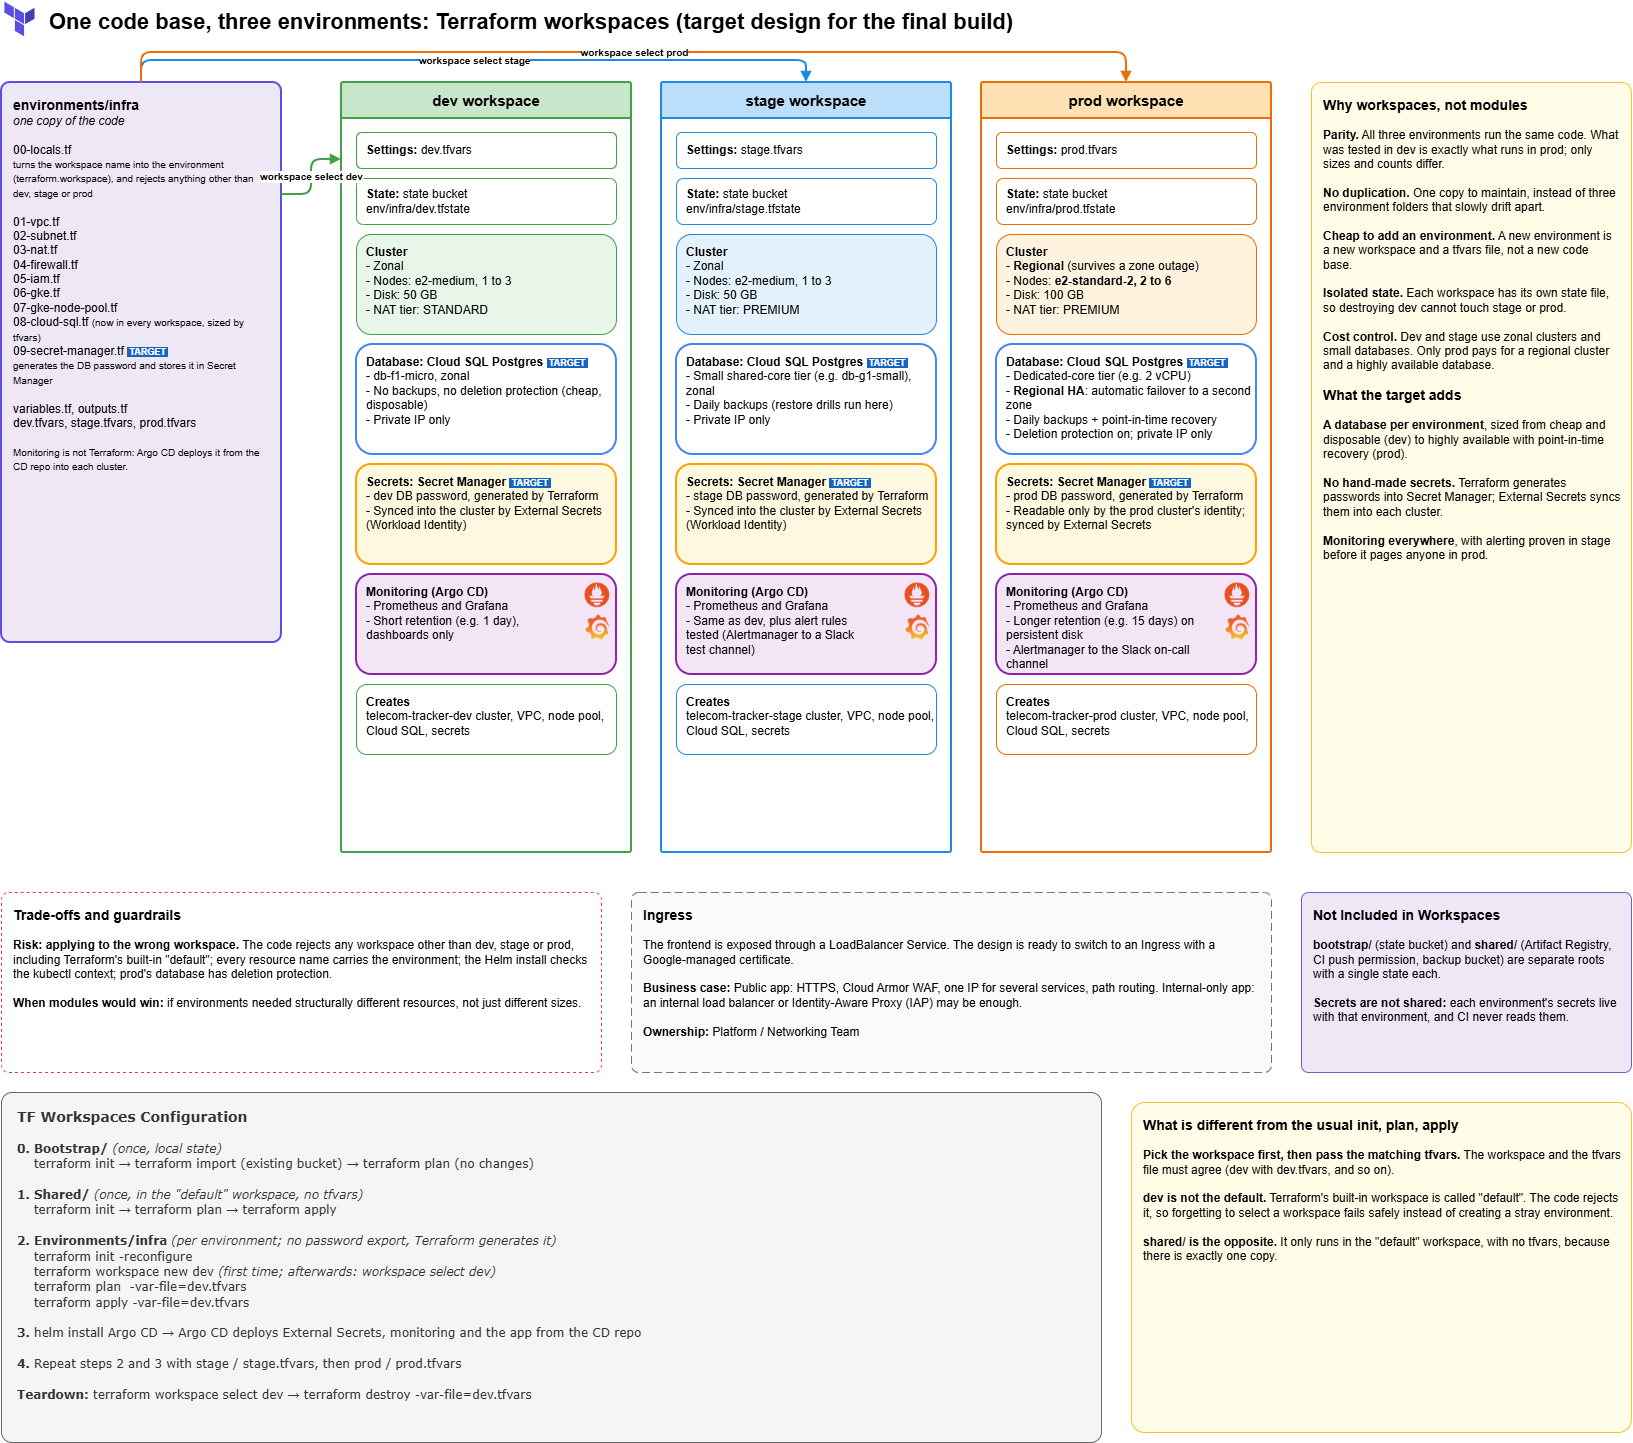 One code base, three environments: Terraform workspaces (target design for the final build)
workspace select prod
workspace select stage
environments/infra
one copy of the code
00-locals.tf
turns the workspace name into the environment
(terraform.workspace), and rejects anything other than
dev, stage or prod
01-vpc.tf
02-subnet.tf
03-nat.tf
04-firewall.tf
05-iam.tf
06-gke.tf
07-gke-node-pool.tf
08-cloud-sql.tf (now in every workspace, sized by
tfvars)
09-secret-manager.tf TARGET
generates the DB password and stores it in Secret
Manager
variables.tf, outputs.tf
dev.tfvars, stage.tfvars, prod.tfvars
Monitoring is not Terraform: Argo CD deploys it from the
CD repo into each cluster.
workspace select dev
dev workspace
Settings: dev.tfvars
State: state bucket
env/infra/dev.tfstate
Cluster
- Zonal
- Nodes: e2-medium, 1 to 3
- Disk: 50 GB
- NAT tier: STANDARD
Database: Cloud SQL Postgres TARGET
- db-f1-micro, zonal
- No backups, no deletion protection (cheap,
disposable)
- Private IP only
Secrets: Secret Manager TARGET
- dev DB password, generated by Terraform
- Synced into the cluster by External Secrets
(Workload Identity)
Monitoring (Argo CD)
- Prometheus and Grafana
- Short retention (e.g. 1 day),
dashboards only
Creates
telecom-tracker-dev cluster, VPC, node pool,
Cloud SQL, secrets
stage workspace
Settings: stage.tfvars
State: state bucket
env/infra/stage.tfstate
Cluster
- Zonal
- Nodes: e2-medium, 1 to 3
- Disk: 50 GB
- NAT tier: PREMIUM
Database: Cloud SQL Postgres TARGET
- Small shared-core tier (e.g. db-g1-small),
zonal
- Daily backups (restore drills run here)
- Private IP only
Secrets: Secret Manager TARGET
- stage DB password, generated by Terraform
- Synced into the cluster by External Secrets
(Workload Identity)
Monitoring (Argo CD)
- Prometheus and Grafana
- Same as dev, plus alert rules
tested (Alertmanager to a Slack
test channel)
Creates
telecom-tracker-stage cluster, VPC, node pool,
Cloud SQL, secrets
prod workspace
Settings: prod.tfvars
State: state bucket
env/infra/prod.tfstate
Cluster
- Regional (survives a zone outage)
- Nodes: e2-standard-2, 2 to 6
- Disk: 100 GB
- NAT tier: PREMIUM
Database: Cloud SQL Postgres TARGET
- Dedicated-core tier (e.g. 2 vCPU)
- Regional HA: automatic failover to a second
zone
- Daily backups + point-in-time recovery
- Deletion protection on; private IP only
Secrets: Secret Manager TARGET
- prod DB password, generated by Terraform
- Readable only by the prod cluster's identity;
synced by External Secrets
Monitoring (Argo CD)
- Prometheus and Grafana
- Longer retention (e.g. 15 days) on
persistent disk
- Alertmanager to the Slack on-call
channel
Creates
telecom-tracker-prod cluster, VPC, node pool,
Cloud SQL, secrets
Why workspaces, not modules
Parity. All three environments run the same code. What
was tested in dev is exactly what runs in prod; only
sizes and counts differ.
No duplication. One copy to maintain, instead of three
environment folders that slowly drift apart.
Cheap to add an environment. A new environment is
a new workspace and a tfvars file, not a new code
base.
Isolated state. Each workspace has its own state file,
so destroying dev cannot touch stage or prod.
Cost control. Dev and stage use zonal clusters and
small databases. Only prod pays for a regional cluster
and a highly available database.
What the target adds
A database per environment, sized from cheap and
disposable (dev) to highly available with point-in-time
recovery (prod).
No hand-made secrets. Terraform generates
passwords into Secret Manager; External Secrets syncs
them into each cluster.
Monitoring everywhere, with alerting proven in stage
before it pages anyone in prod.
Trade-offs and guardrails
Risk: applying to the wrong workspace. The code rejects any workspace other than dev, stage or prod,
including Terraform's built-in "default"; every resource name carries the environment; the Helm install checks
the kubectl context; prod's database has deletion protection.
When modules would win: if environments needed structurally different resources, not just different sizes.
Ingress
The frontend is exposed through a LoadBalancer Service. The design is ready to switch to an Ingress with a
Google-managed certificate.
Business case: Public app: HTTPS, Cloud Armor WAF, one IP for several services, path routing. Internal-only app:
an internal load balancer or Identity-Aware Proxy (IAP) may be enough.
Ownership: Platform / Networking Team
Not Included in Workspaces
bootstrap/ (state bucket) and shared/ (Artifact Registry,
CI push permission, backup bucket) are separate roots
with a single state each.
Secrets are not shared: each environment's secrets live
with that environment, and CI never reads them.
TF Workspaces Configuration
0. Bootstrap/ (once, local state)
terraform init → terraform import (existing bucket) → terraform plan (no changes)
1. Shared/ (once, in the "default" workspace, no tfvars)
terraform init → terraform plan → terraform apply
2. Environments/infra (per environment; no password export, Terraform generates it)
terraform init -reconfigure
terraform workspace new dev (first time; afterwards: workspace select dev)
terraform plan  -var-file=dev.tfvars
terraform apply -var-file=dev.tfvars
3. helm install Argo CD → Argo CD deploys External Secrets, monitoring and the app from the CD repo
4. Repeat steps 2 and 3 with stage / stage.tfvars, then prod / prod.tfvars
Teardown: terraform workspace select dev → terraform destroy -var-file=dev.tfvars
What is different from the usual init, plan, apply
Pick the workspace first, then pass the matching tfvars. The workspace and the tfvars
file must agree (dev with dev.tfvars, and so on).
dev is not the default. Terraform's built-in workspace is called "default". The code rejects
it, so forgetting to select a workspace fails safely instead of creating a stray environment.
shared/ is the opposite. It only runs in the "default" workspace, with no tfvars, because
there is exactly one copy.